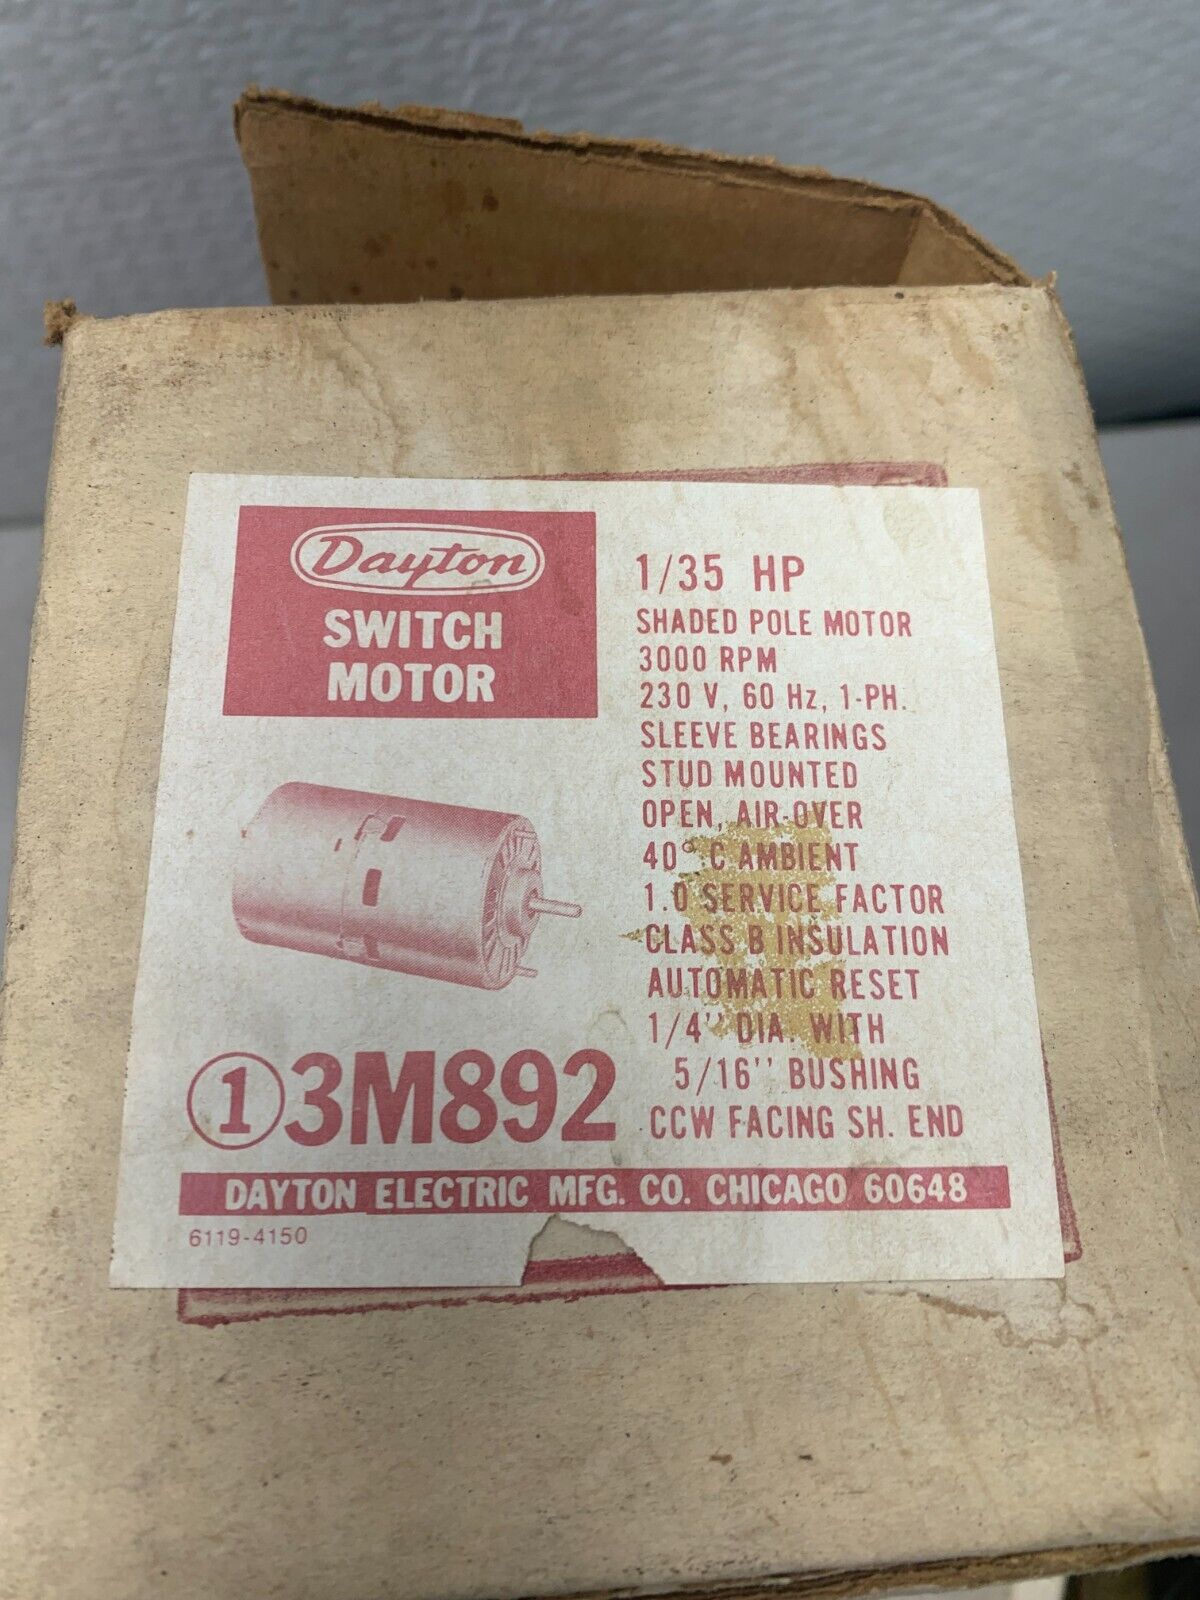 Dayton
SWITCH
MOTOR
1/35 HP
SHADED POLE MOTOR
3000 RPM
230 V, 60 Hz, 1-PH.
SLEEVE BEARINGS
STUD MOUNTED
OPEN, AIR-OVER
40° C AMBIENT
1.0 SERVICE FACTOR
CLASS B INSULATION
AUTOMATIC RESET
1/4'' DIA. WITH
5/16'' BUSHING
CCW FACING SH. END
① 3M892
DAYTON ELECTRIC MFG. CO. CHICAGO 60648
6119-4150